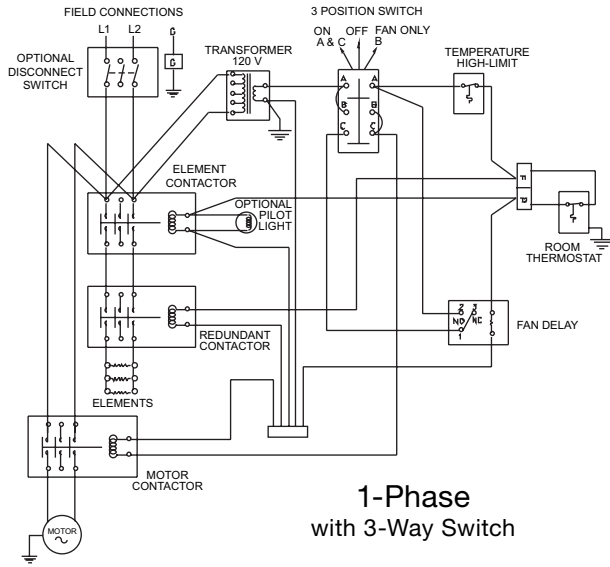 FIELD CONNECTIONS
L1 L2
G
G
OPTIONAL
DISCONNECT
SWITCH
TRANSFORMER
120 V
3 POSITION SWITCH
ON OFF FAN ONLY
A & C B
A A
B B
C C
TEMPERATURE
HIGH-LIMIT
ELEMENT
CONTACTOR
OPTIONAL
PILOT
LIGHT
F
P
ROOM
THERMOSTAT
REDUNDANT
CONTACTOR
2 3
NO NC
1
FAN DELAY
ELEMENTS
MOTOR
CONTACTOR
MOTOR
1-Phase
with 3-Way Switch